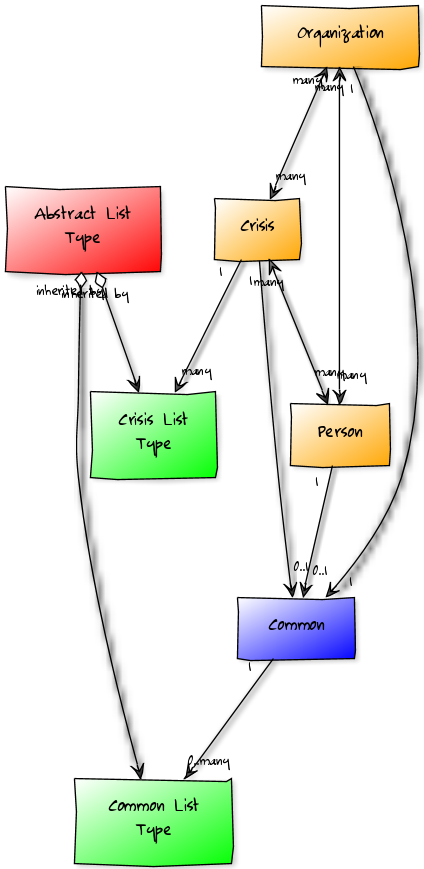 Organization
many
many 1
many
Abstract List
Type
Crisis
1
1many
inherited by
inherited by
many
many
many
Crisis List
Type
Person
1
0..1
0..1
1
Common
1
0..many
Common List
Type